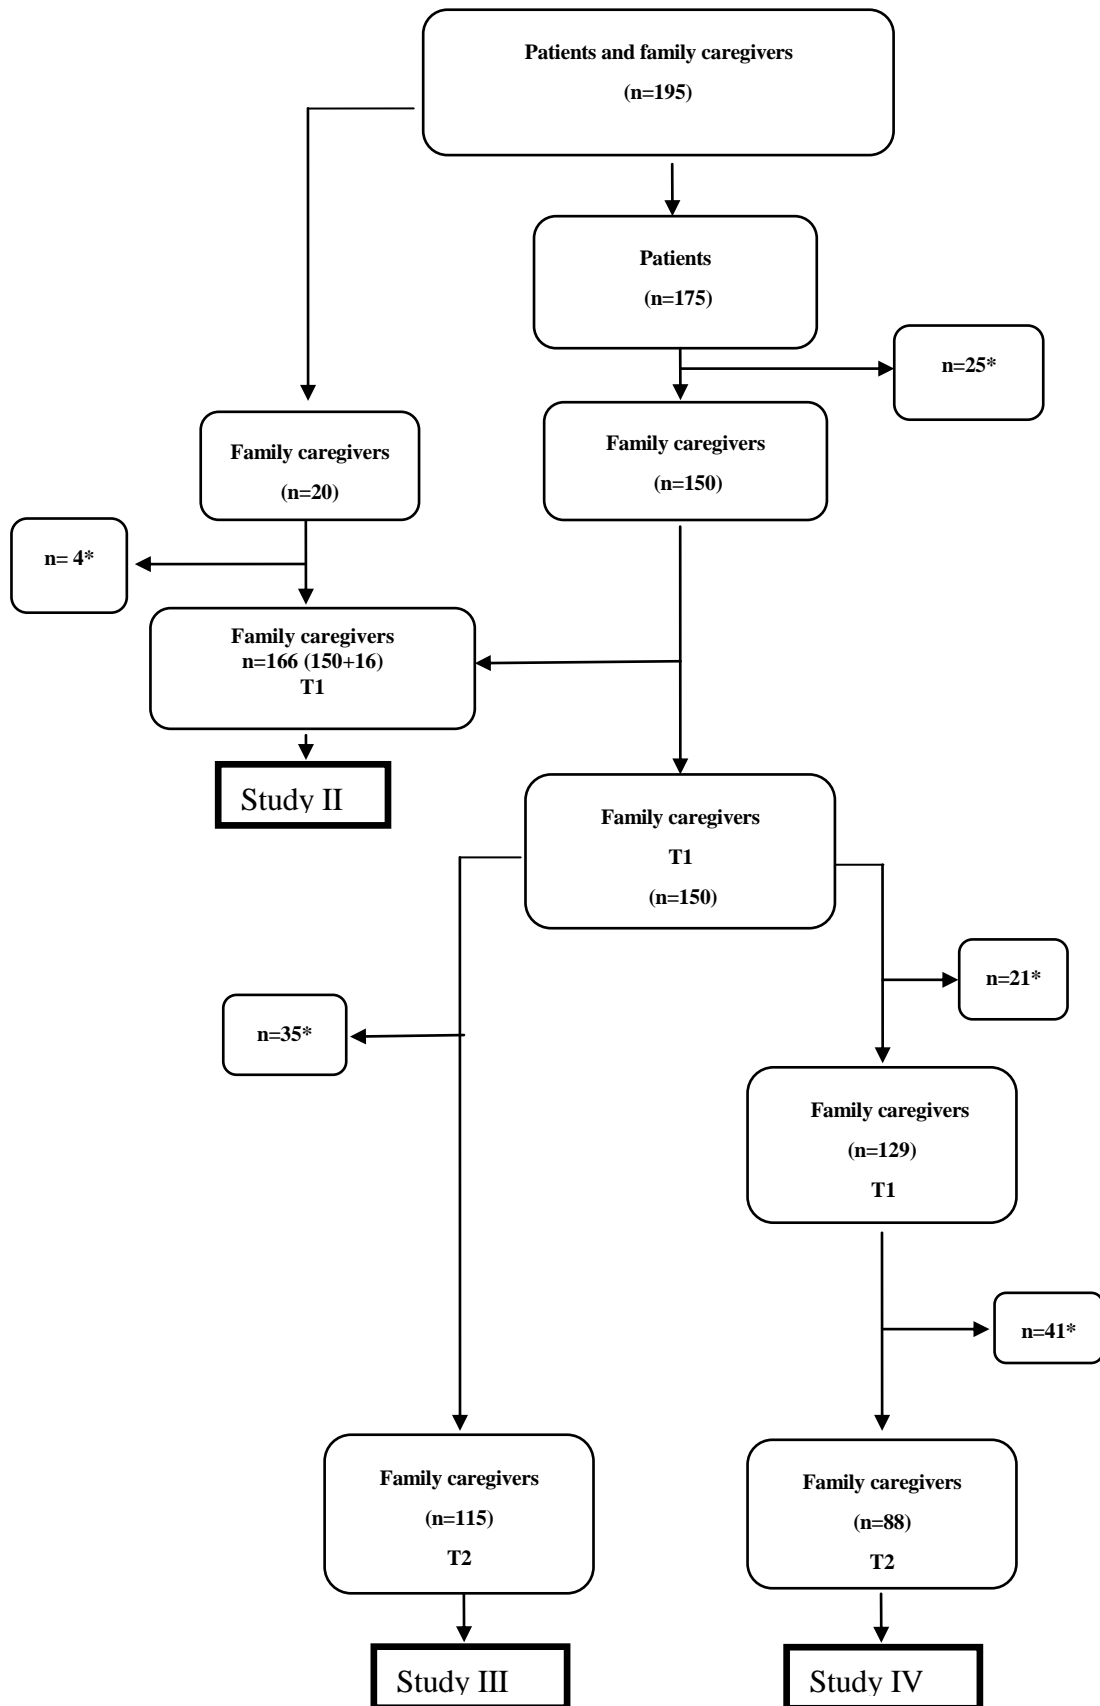 Patients and family caregivers
(n=195)
Patients
(n=175)
n=25*
Family caregivers
(n=20)
Family caregivers
(n=150)
n= 4*
Family caregivers
n=166 (150+16)
T1
Study II
Family caregivers
T1
(n=150)
n=21*
n=35*
Family caregivers
(n=129)
T1
n=41*
Family caregivers
(n=115)
T2
Family caregivers
(n=88)
T2
Study III
Study IV